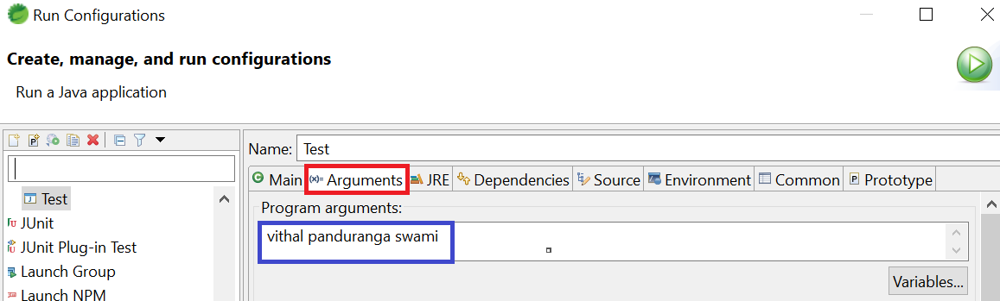 Run Configurations
Create, manage, and run configurations
Run a Java application
Name: Test
Main (x)= Arguments JRE Dependencies Source Environment Common Prototype
Program arguments:
vithal panduranga swami
Variables...
Test
JUnit
JUnit Plug-in Test
Launch Group
Launch NPM